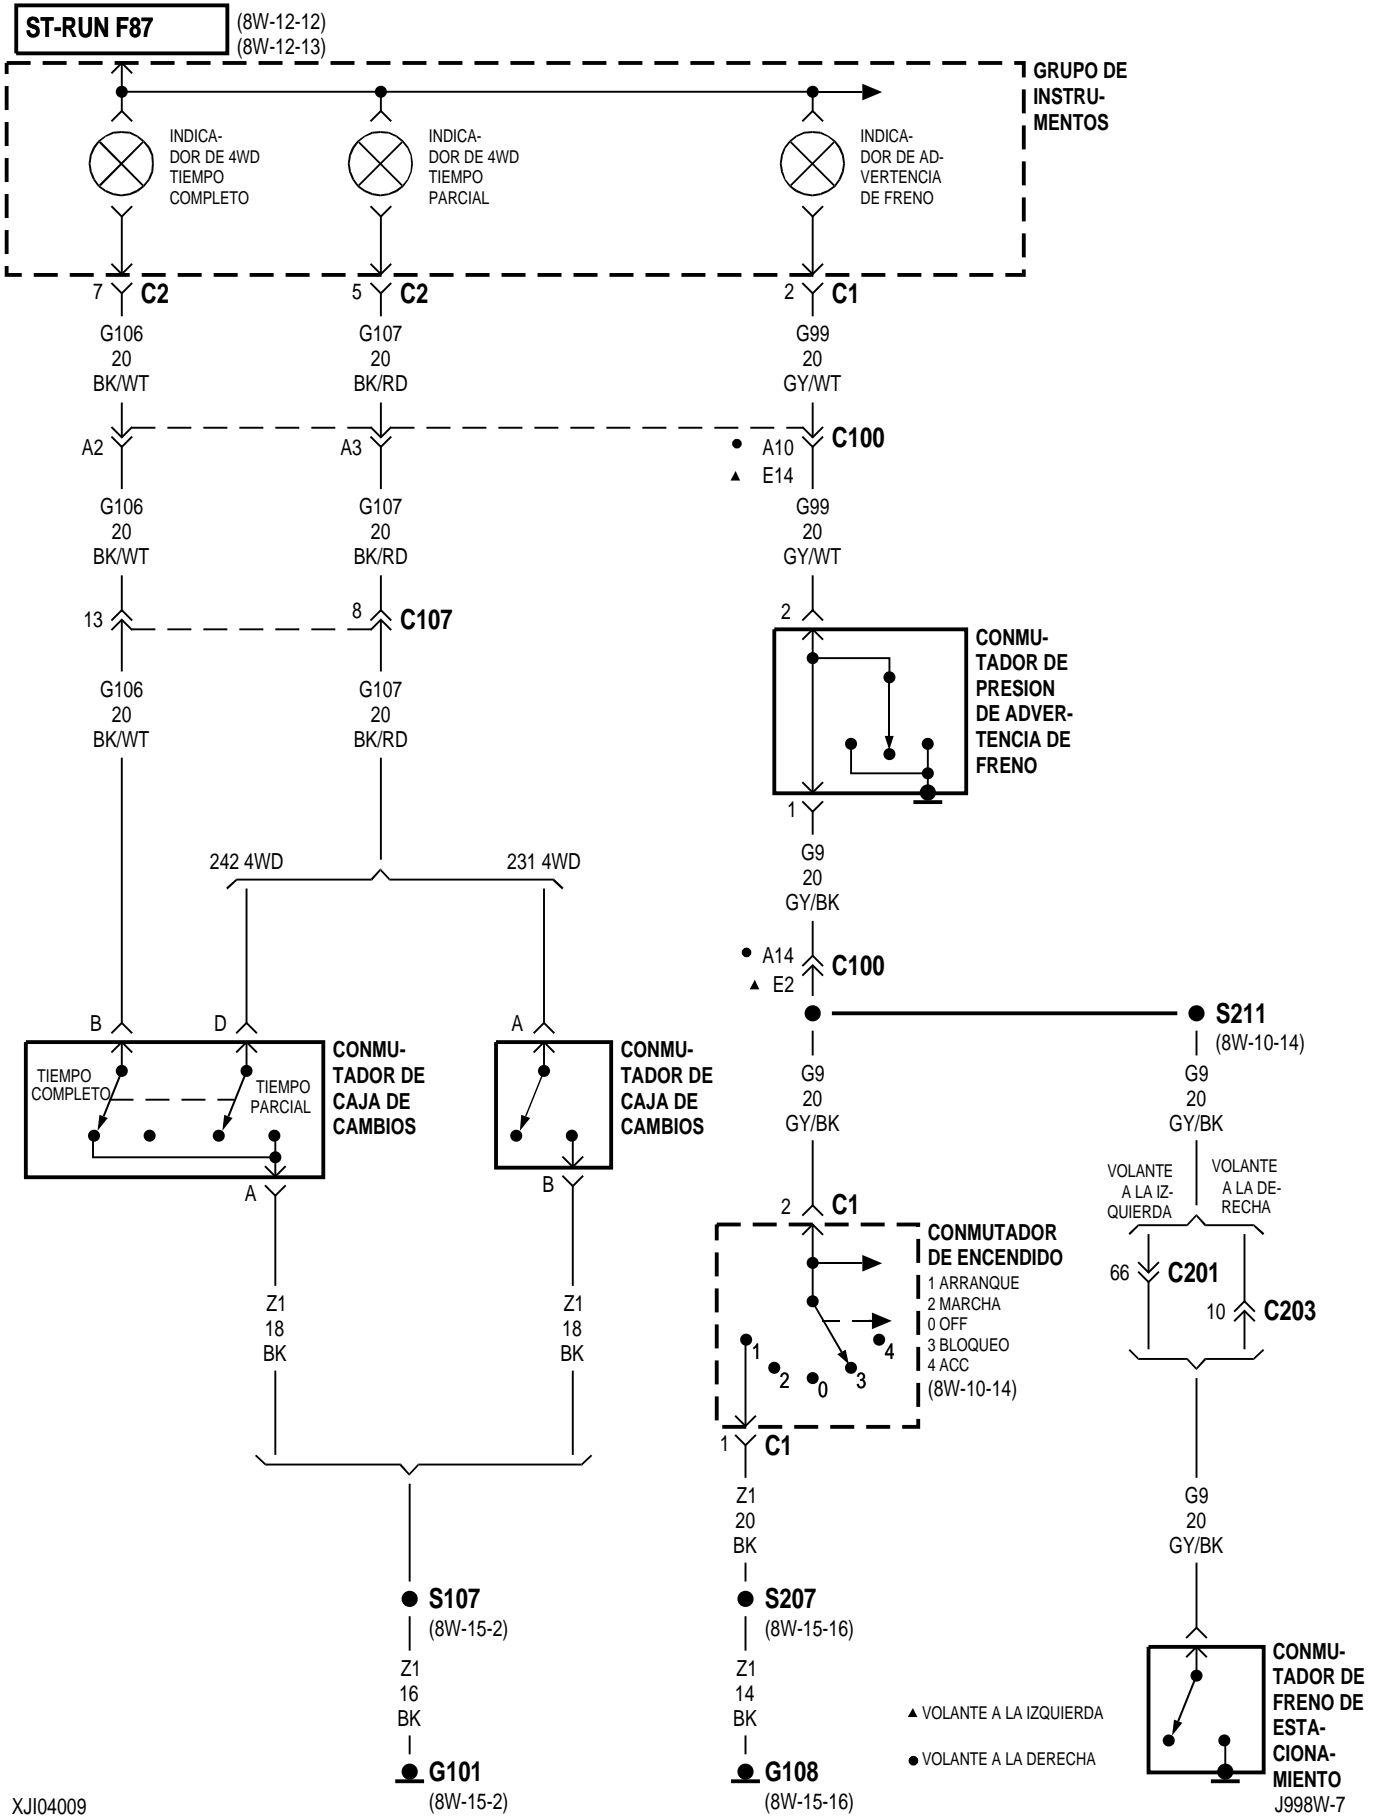 ST-RUN F87
(8W-12-12)
(8W-12-13)
GRUPO DE
INSTRU-
MENTOS
INDICA-
DOR DE 4WD
TIEMPO
COMPLETO
INDICA-
DOR DE 4WD
TIEMPO
PARCIAL
INDICA-
DOR DE AD-
VERTENCIA
DE FRENO
7 C2
5 C2
2 C1
G106
20
BK/WT
G107
20
BK/RD
G99
20
GY/WT
A2
A3
A10
E14
C100
G106
20
BK/WT
G107
20
BK/RD
G99
20
GY/WT
13
8 C107
2
CONMU-
TADOR DE
PRESION
DE ADVER-
TENCIA DE
FRENO
G106
20
BK/WT
G107
20
BK/RD
1
G9
20
GY/BK
242 4WD
231 4WD
A14
E2
C100
S211
(8W-10-14)
B
D
A
TIEMPO
COMPLETO
TIEMPO
PARCIAL
CONMU-
TADOR DE
CAJA DE
CAMBIOS
CONMU-
TADOR DE
CAJA DE
CAMBIOS
G9
20
GY/BK
G9
20
GY/BK
A
B
VOLANTE
A LA IZ-
QUIERDA
VOLANTE
A LA DE-
RECHA
2 C1
CONMUTADOR
DE ENCENDIDO
1 ARRANQUE
2 MARCHA
0 OFF
3 BLOQUEO
4 ACC
(8W-10-14)
1
2
0
3
4
66 C201
10 C203
Z1
18
BK
Z1
18
BK
1 C1
Z1
20
BK
G9
20
GY/BK
S107
(8W-15-2)
S207
(8W-15-16)
Z1
16
BK
Z1
14
BK
G101
(8W-15-2)
G108
(8W-15-16)
▲ VOLANTE A LA IZQUIERDA
● VOLANTE A LA DERECHA
CONMU-
TADOR DE
FRENO DE
ESTA-
CIONA-
MIENTO
XJI04009
J998W-7